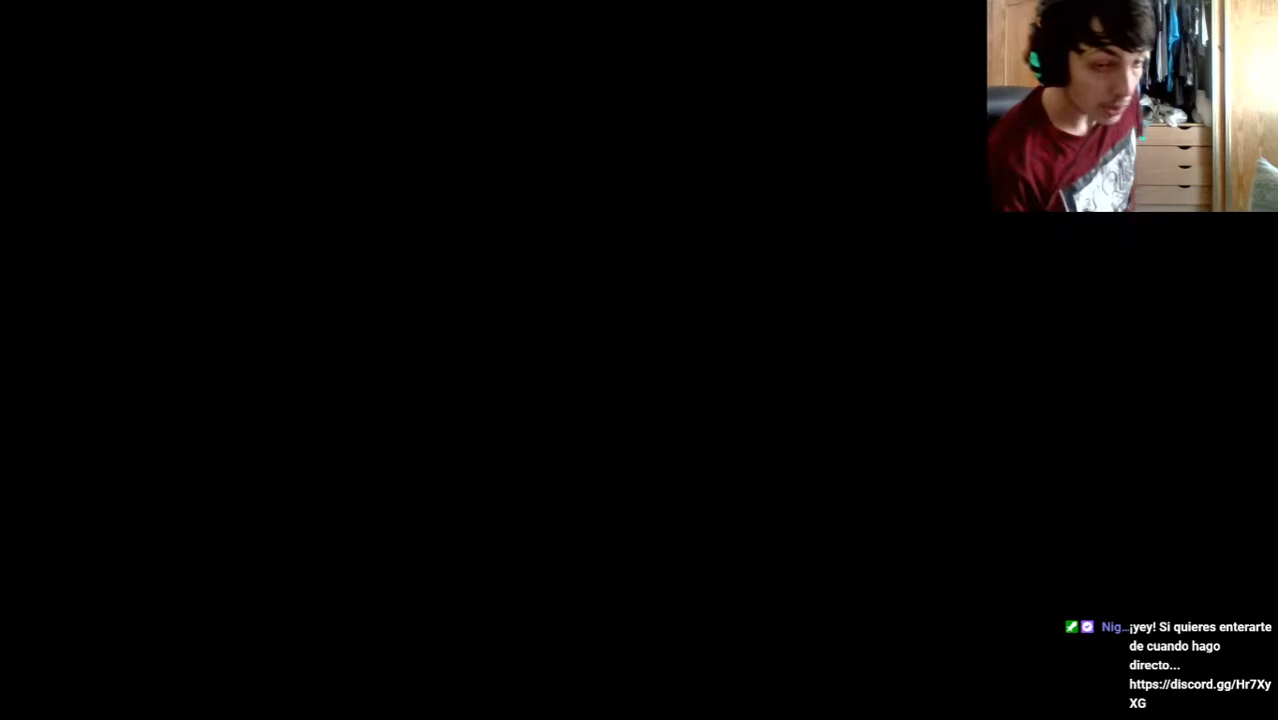 Nig... ¡yey! Si quieres enterarte
de cuando hago
directo...
https://discord.gg/Hr7Xy
XG